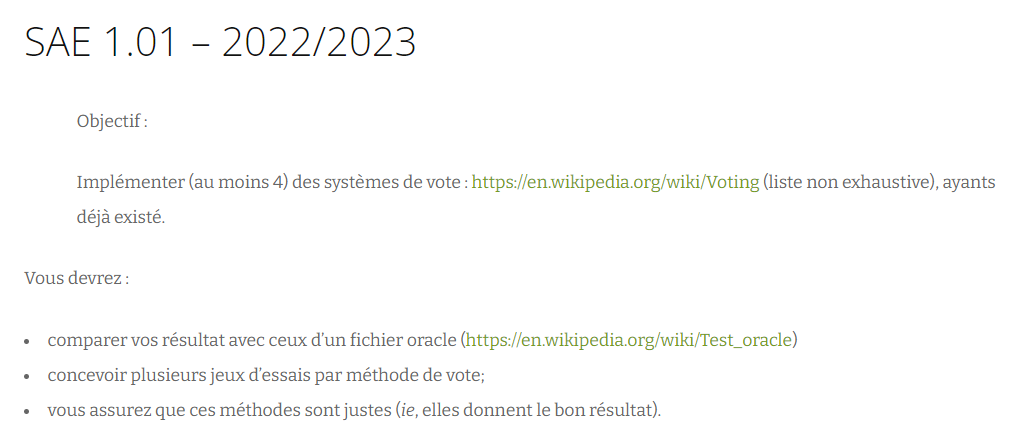 SAE 1.01 – 2022/2023
Objectif :
Implémenter (au moins 4) des systèmes de vote : https://en.wikipedia.org/wiki/Voting (liste non exhaustive), ayants
déjà existé.
Vous devrez :
• comparer vos résultat avec ceux d’un fichier oracle (https://en.wikipedia.org/wiki/Test_oracle)
• concevoir plusieurs jeux d’essais par méthode de vote;
• vous assurez que ces méthodes sont justes (ie, elles donnent le bon résultat).